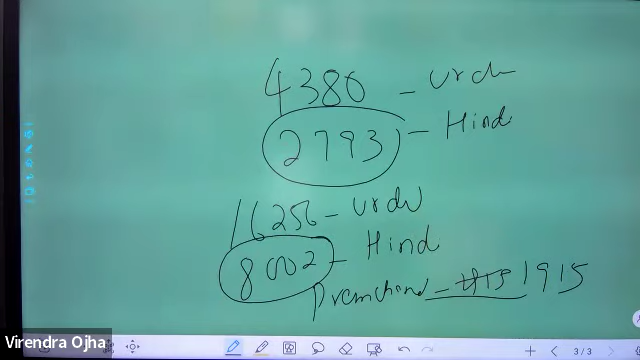 4380 - Urdu
2793 - Hind
16256 - Urdu
8002 - Hind
Premchand - 1915
Virendra Ojha
3/3